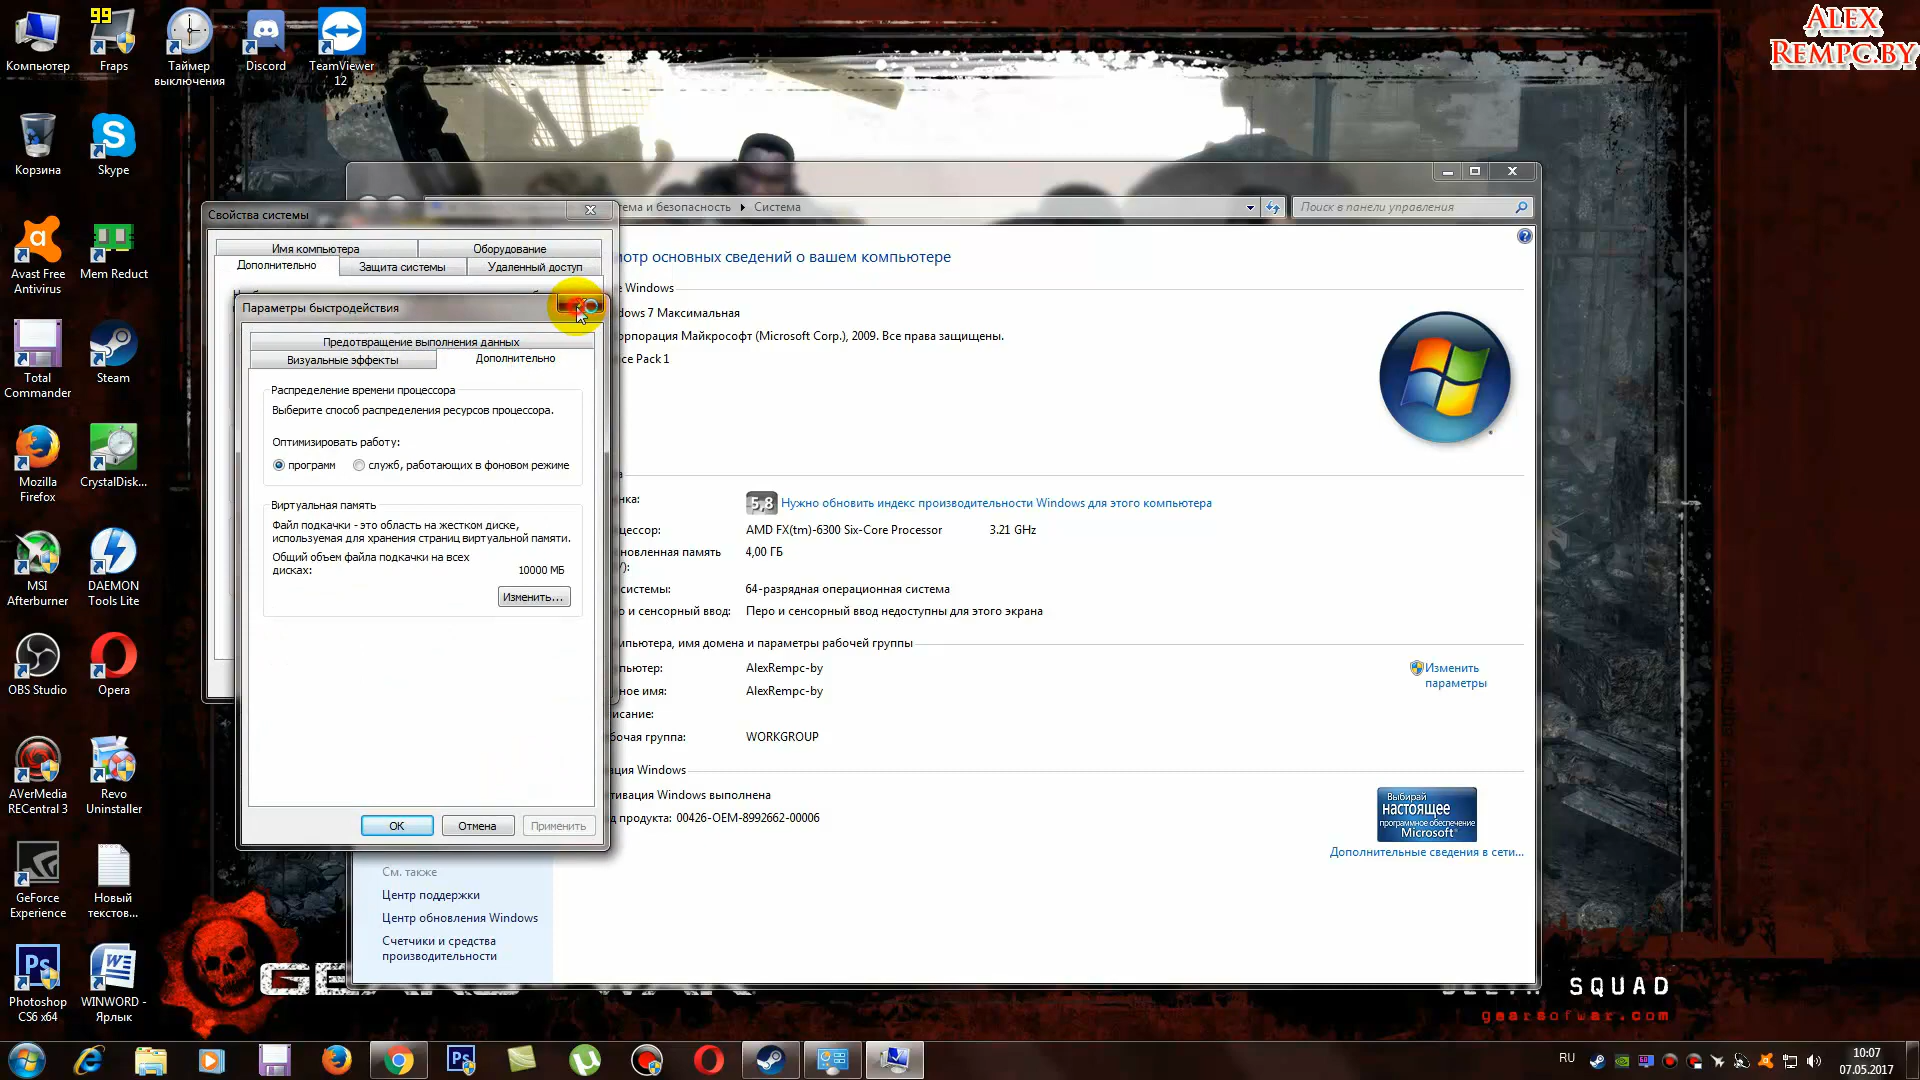 Alex
Rempc.by
99
Компьютер
Fraps
Таймер
выключения
Discord
TeamViewer
12
Корзина
Skype
Avast Free
Antivirus
Mem Reduct
Total
Commander
Steam
Mozilla
Firefox
CrystalDisk...
MSI
Afterburner
DAEMON
Tools Lite
OBS Studio
Opera
AVerMedia
RECentral 3
Revo
Uninstaller
GeForce
Experience
Новый
текстов...
Photoshop
CS6 x64
WINWORD -
Ярлык
Свойства системы
Имя компьютера
Оборудование
Дополнительно
Защита системы
Удаленный доступ
Параметры быстродействия
Предотвращение выполнения данных
Визуальные эффекты
Дополнительно
Распределение времени процессора
Выберите способ распределения ресурсов процессора.
Оптимизировать работу:
программ
служб, работающих в фоновом режиме
Виртуальная память
Файл подкачки - это область на жестком диске,
используемая для хранения страниц виртуальной памяти.
Общий объем файла подкачки на всех
дисках:
10000 МБ
Изменить...
OK
Отмена
Применить
тема и безопасность ▸ Система
Поиск в панели управления
мотр основных сведений о вашем компьютере
е Windows
dows 7 Максимальная
орпорация Майкрософт (Microsoft Corp.), 2009. Все права защищены.
ce Pack 1
а
нка:
5,8 Нужно обновить индекс производительности Windows для этого компьютера
цессор:
AMD FX(tm)-6300 Six-Core Processor 3.21 GHz
новленная память
У):
4,00 ГБ
системы:
64-разрядная операционная система
о и сенсорный ввод:
Перо и сенсорный ввод недоступны для этого экрана
мпьютера, имя домена и параметры рабочей группы
пьютер:
AlexRempc-by
ное имя:
AlexRempc-by
исание:
бочая группа:
WORKGROUP
Изменить
параметры
ация Windows
тивация Windows выполнена
д продукта: 00426-OEM-8992662-00006
Выбирай
настоящее
программное обеспечение
Microsoft
Дополнительные сведения в сети...
См. также
Центр поддержки
Центр обновления Windows
Счетчики и средства
производительности
SQUAD
gearsofwar.com
RU
10:07
07.05.2017